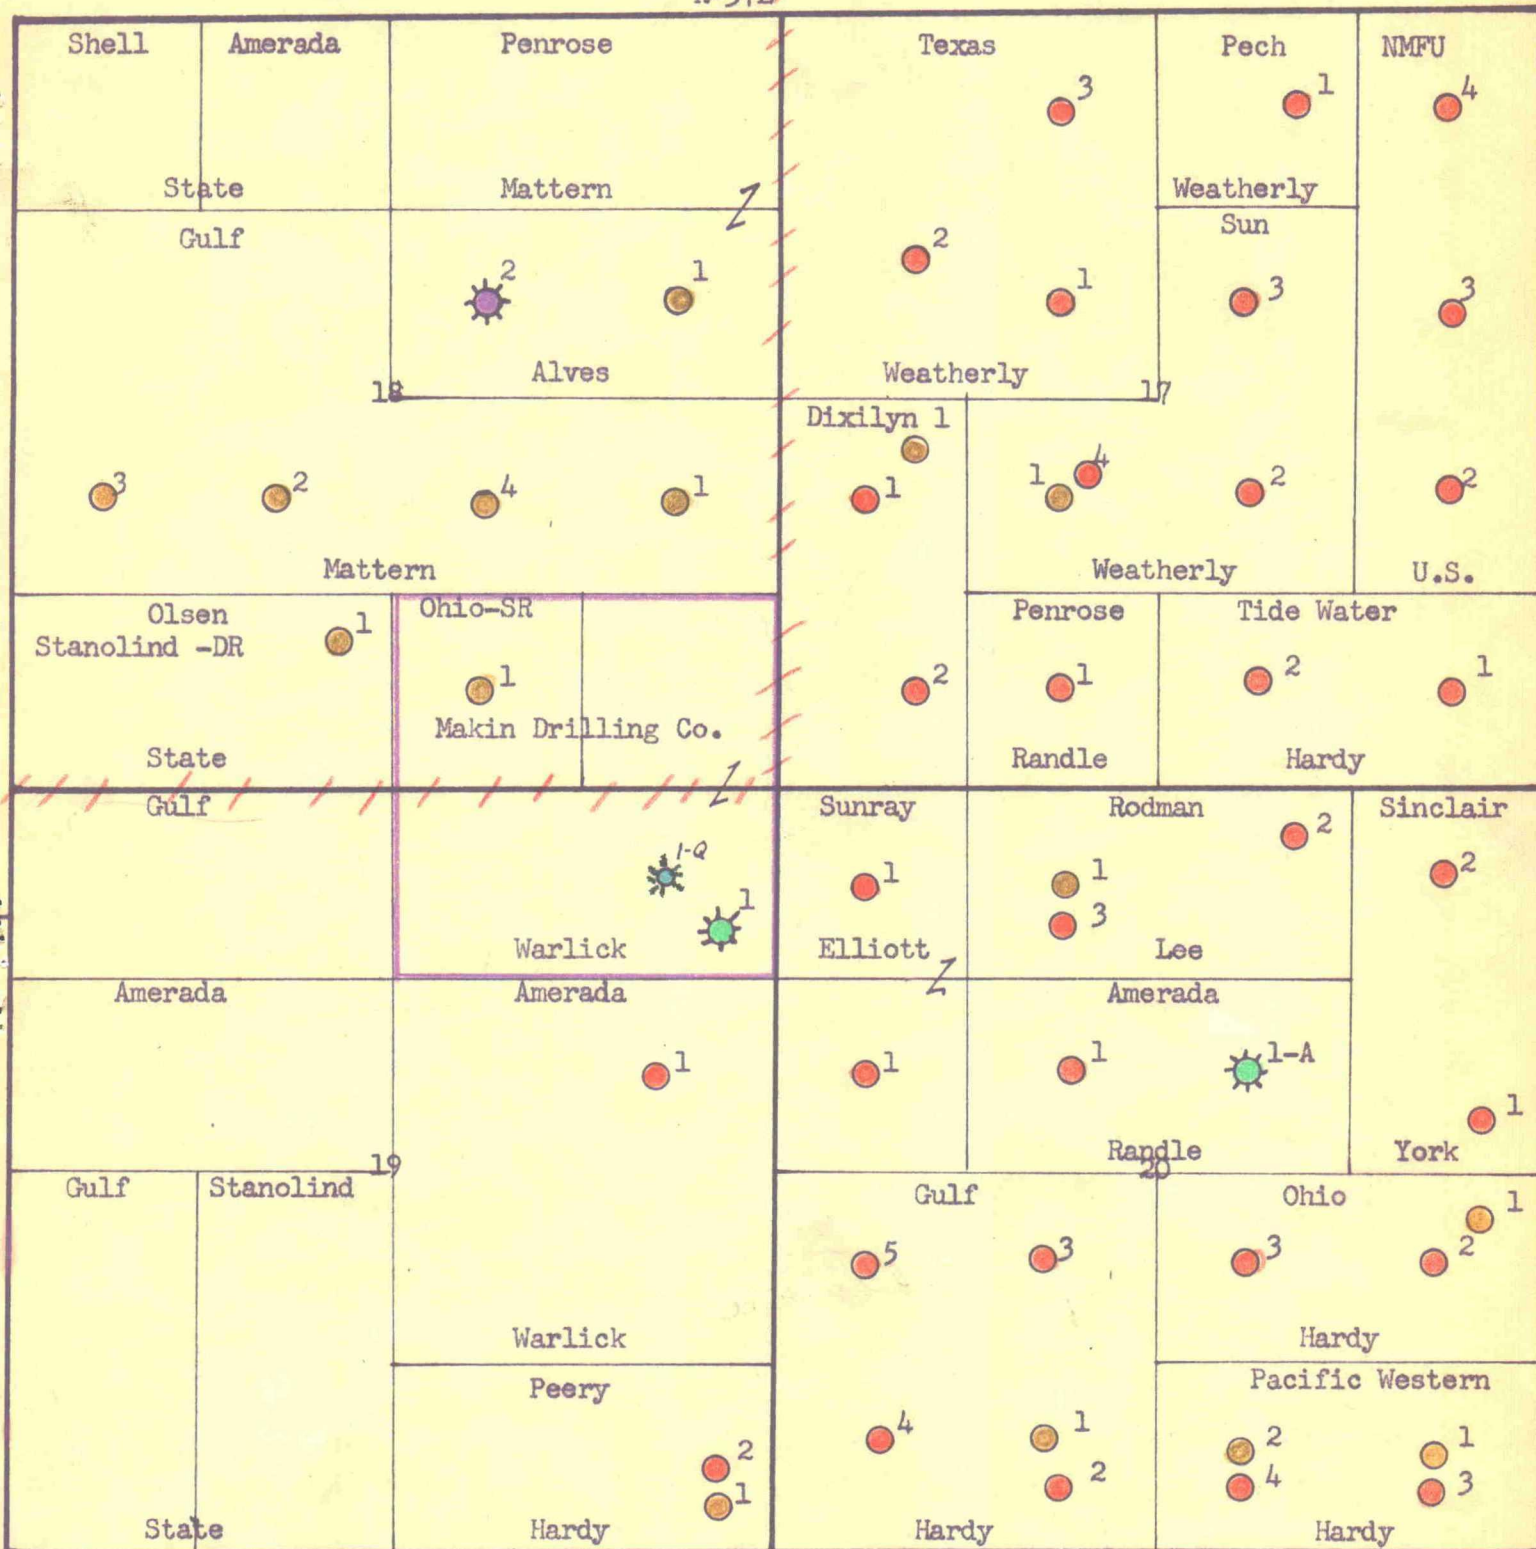 Shell Amerada Penrose Texas Pech NMFU
3 1 4
State Mattern Weatherly
Gulf Sun
2 1 2 1 3 3
Alves Weatherly
18 17
Dixilyn 1
3 2 4 1 1 1 4 2 2
Mattern Weatherly U.S.
Olsen Ohio-SR Penrose Tide Water
Stanolind -DR 1
1 2 1 2 1
Makin Drilling Co.
State Randle Hardy
Gulf Sunray Rodman Sinclair
2
1-Q 1 1 2
1 3
Warlick Elliott Lee
Amerada Amerada Amerada
1 1 1 1-A
1
Randle York
19 20
Gulf Stanolind Gulf Ohio
1
5 3 3 2
Warlick Hardy
Peery Pacific Western
4 1 2 1
2 2 4 3
1
State Hardy Hardy Hardy